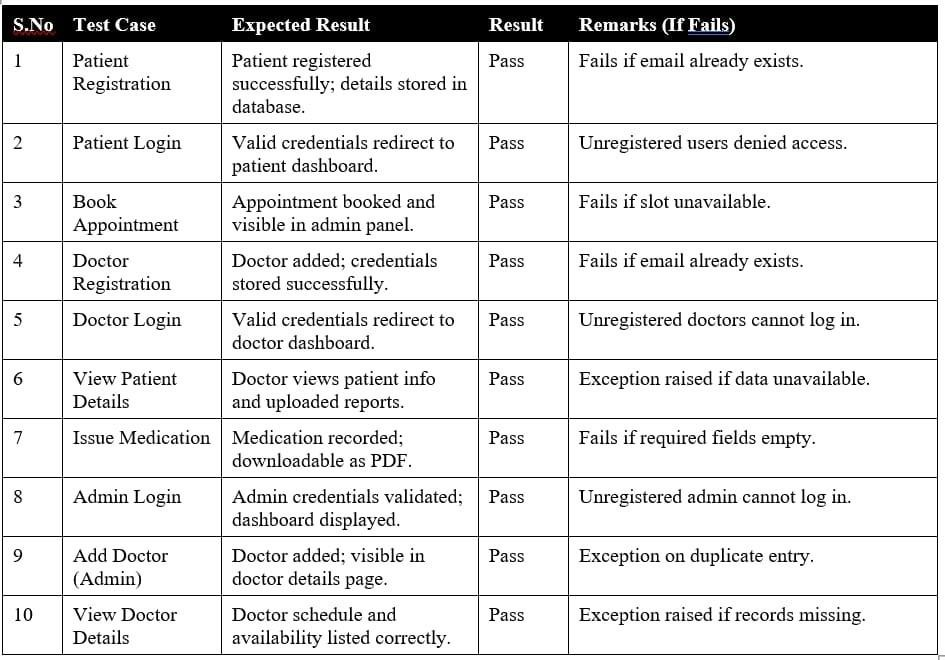 S.No Test Case Expected Result Result Remarks (If Fails)
1 Patient Patient registered Pass Fails if email already exists.
Registration successfully; details stored in
database.
2 Patient Login Valid credentials redirect to Pass Unregistered users denied access.
patient dashboard.
3 Book Appointment booked and Pass Fails if slot unavailable.
Appointment visible in admin panel.
4 Doctor Doctor added; credentials Pass Fails if email already exists.
Registration stored successfully.
5 Doctor Login Valid credentials redirect to Pass Unregistered doctors cannot log in.
doctor dashboard.
6 View Patient Doctor views patient info Pass Exception raised if data unavailable.
Details and uploaded reports.
7 Issue Medication Medication recorded; Pass Fails if required fields empty.
downloadable as PDF.
8 Admin Login Admin credentials validated; Pass Unregistered admin cannot log in.
dashboard displayed.
9 Add Doctor Doctor added; visible in Pass Exception on duplicate entry.
(Admin) doctor details page.
10 View Doctor Doctor schedule and Pass Exception raised if records missing.
Details availability listed correctly.